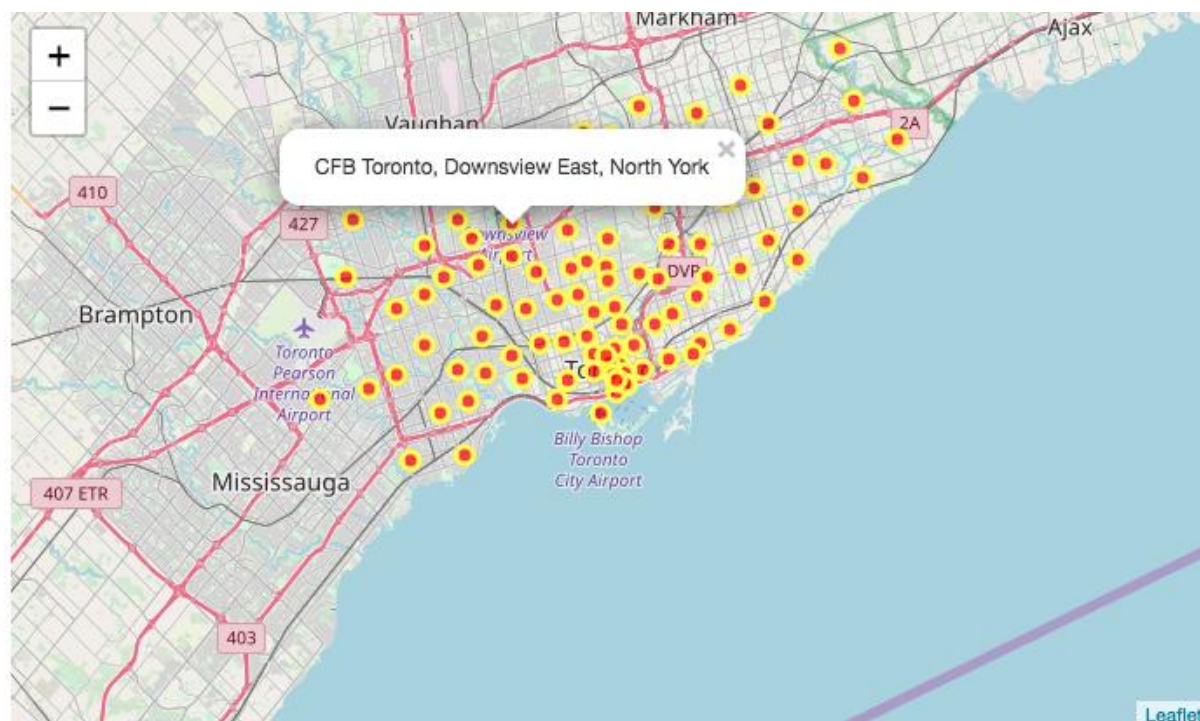 +
−
Markham
Ajax
Vaughan
2A
CFB Toronto, Downsview East, North York
×
410
427
Airport
DVP
Brampton
Toronto
Pearson
International
Airport
Billy Bishop
Toronto
City Airport
Mississauga
407 ETR
403
Leaflet